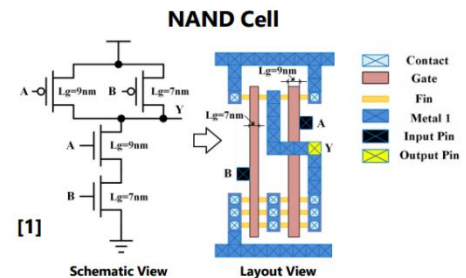 NAND Cell
A
Lg=9nm
B
Lg=7nm
Y
A
Lg=9nm
B
Lg=7nm
[1]
Schematic View
Lg=9nm
Lg=7nm
A
Y
B
Layout View
Contact
Gate
Fin
Metal 1
Input Pin
Output Pin